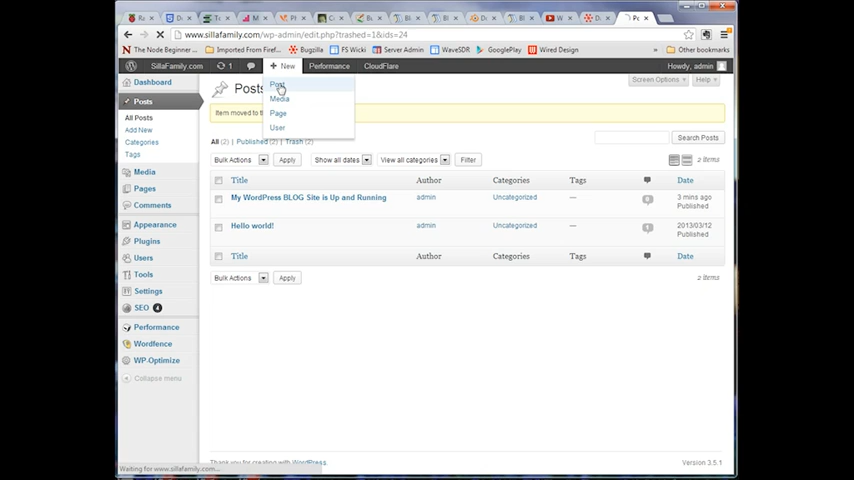 www.sillafamily.com/wp-admin/edit.php?trashed=1&ids=24
The Node Beginner ... Imported From Firef... Bugzilla FS Wicki Server Admin WaveSDR GooglePlay Wired Design Other bookmarks
SillaFamily.com 1 New Performance CloudFlare Howdy, admin
Dashboard
Posts
All Posts
Add New
Categories
Tags
Media
Pages
Comments
Appearance
Plugins
Users
Tools
Settings
SEO 4
Performance
Wordfence
WP-Optimize
Collapse menu
Post
Media
Page
User
Posts
Screen Options Help
Item moved to th
All (2) | Published (2) | Trash (2)
Search Posts
Bulk Actions Apply Show all dates View all categories Filter 2 items
Title Author Categories Tags Date
My WordPress BLOG Site is Up and Running admin Uncategorized — 0 3 mins ago
Published
Hello world! admin Uncategorized — 1 2013/03/12
Published
Title Author Categories Tags Date
Bulk Actions Apply 2 items
Thank you for creating with WordPress. Version 3.5.1
Waiting for www.sillafamily.com...